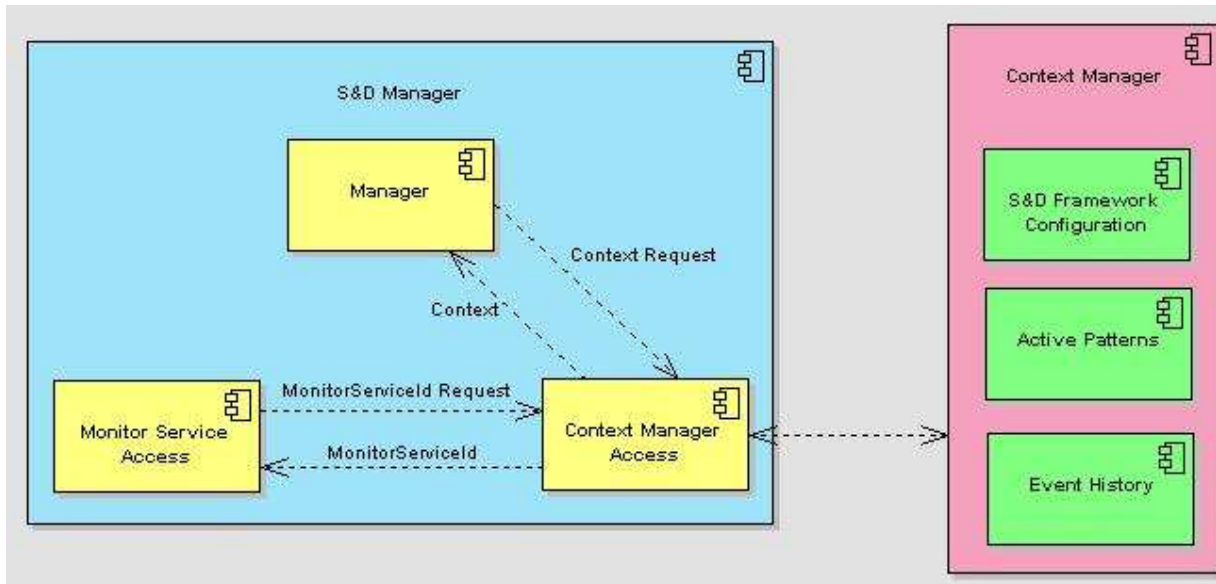 S&D Manager
Manager
Context Request
Context
MonitorServiceId Request
Monitor Service
Access
MonitorServiceId
Context Manager
Access
Context Manager
S&D Framework
Configuration
Active Patterns
Event History